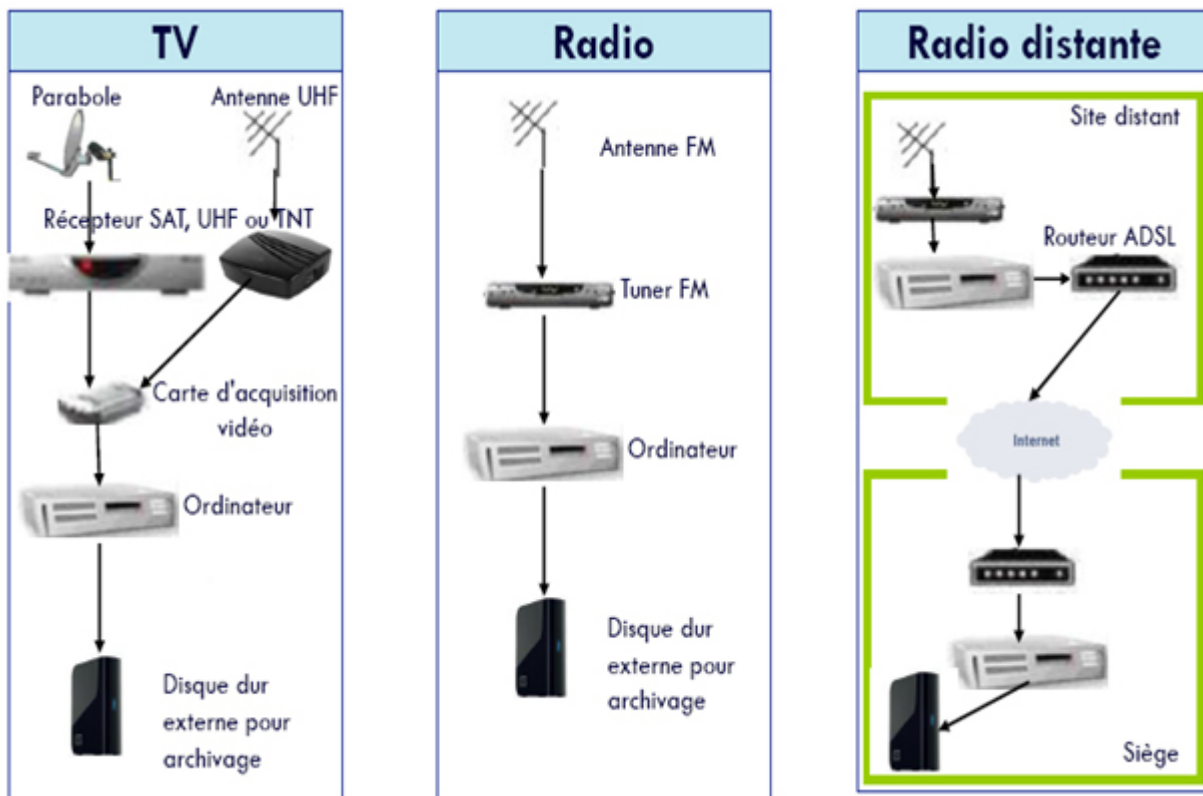 TV
Parabole
Antenne UHF
Récepteur SAT, UHF ou TNT
Carte d'acquisition
vidéo
Ordinateur
Disque dur
externe pour
archivage
Radio
Antenne FM
Tuner FM
Ordinateur
Disque dur
externe pour
archivage
Radio distante
Site distant
Routeur ADSL
Internet
Siège